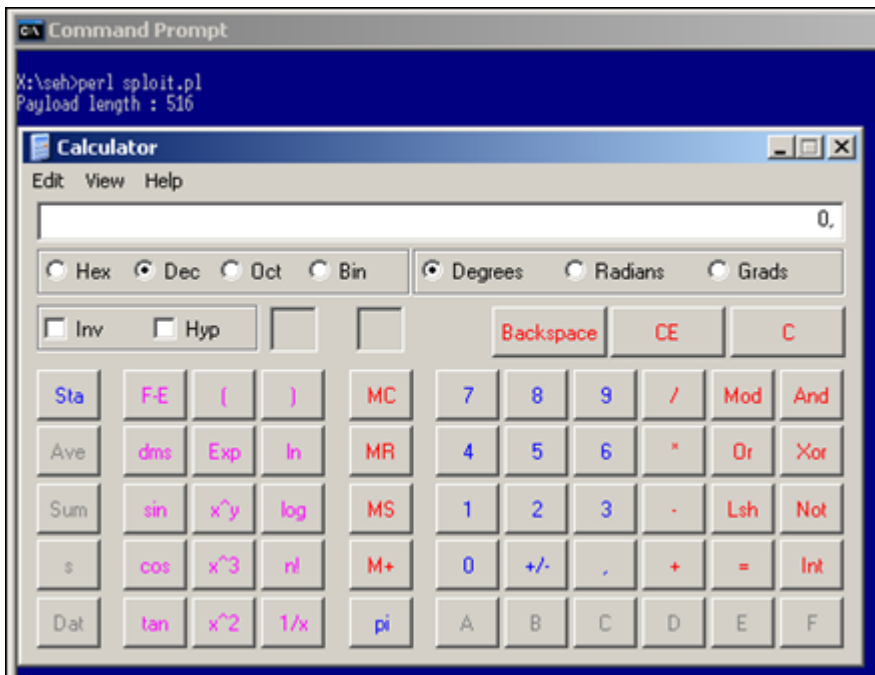 Command Prompt
X:\seh>perl sploit.pl
Payload length : 516
Calculator
Edit View Help
0,
Hex Dec Oct Bin Degrees Radians Grads
Inv Hyp Backspace CE C
Sta F-E ( ) MC 7 8 9 / Mod And
Ave dms Exp ln MR 4 5 6 * Or Xor
Sum sin x^y log MS 1 2 3 - Lsh Not
s cos x^3 n! M+ 0 +/- , + = Int
Dat tan x^2 1/x pi A B C D E F